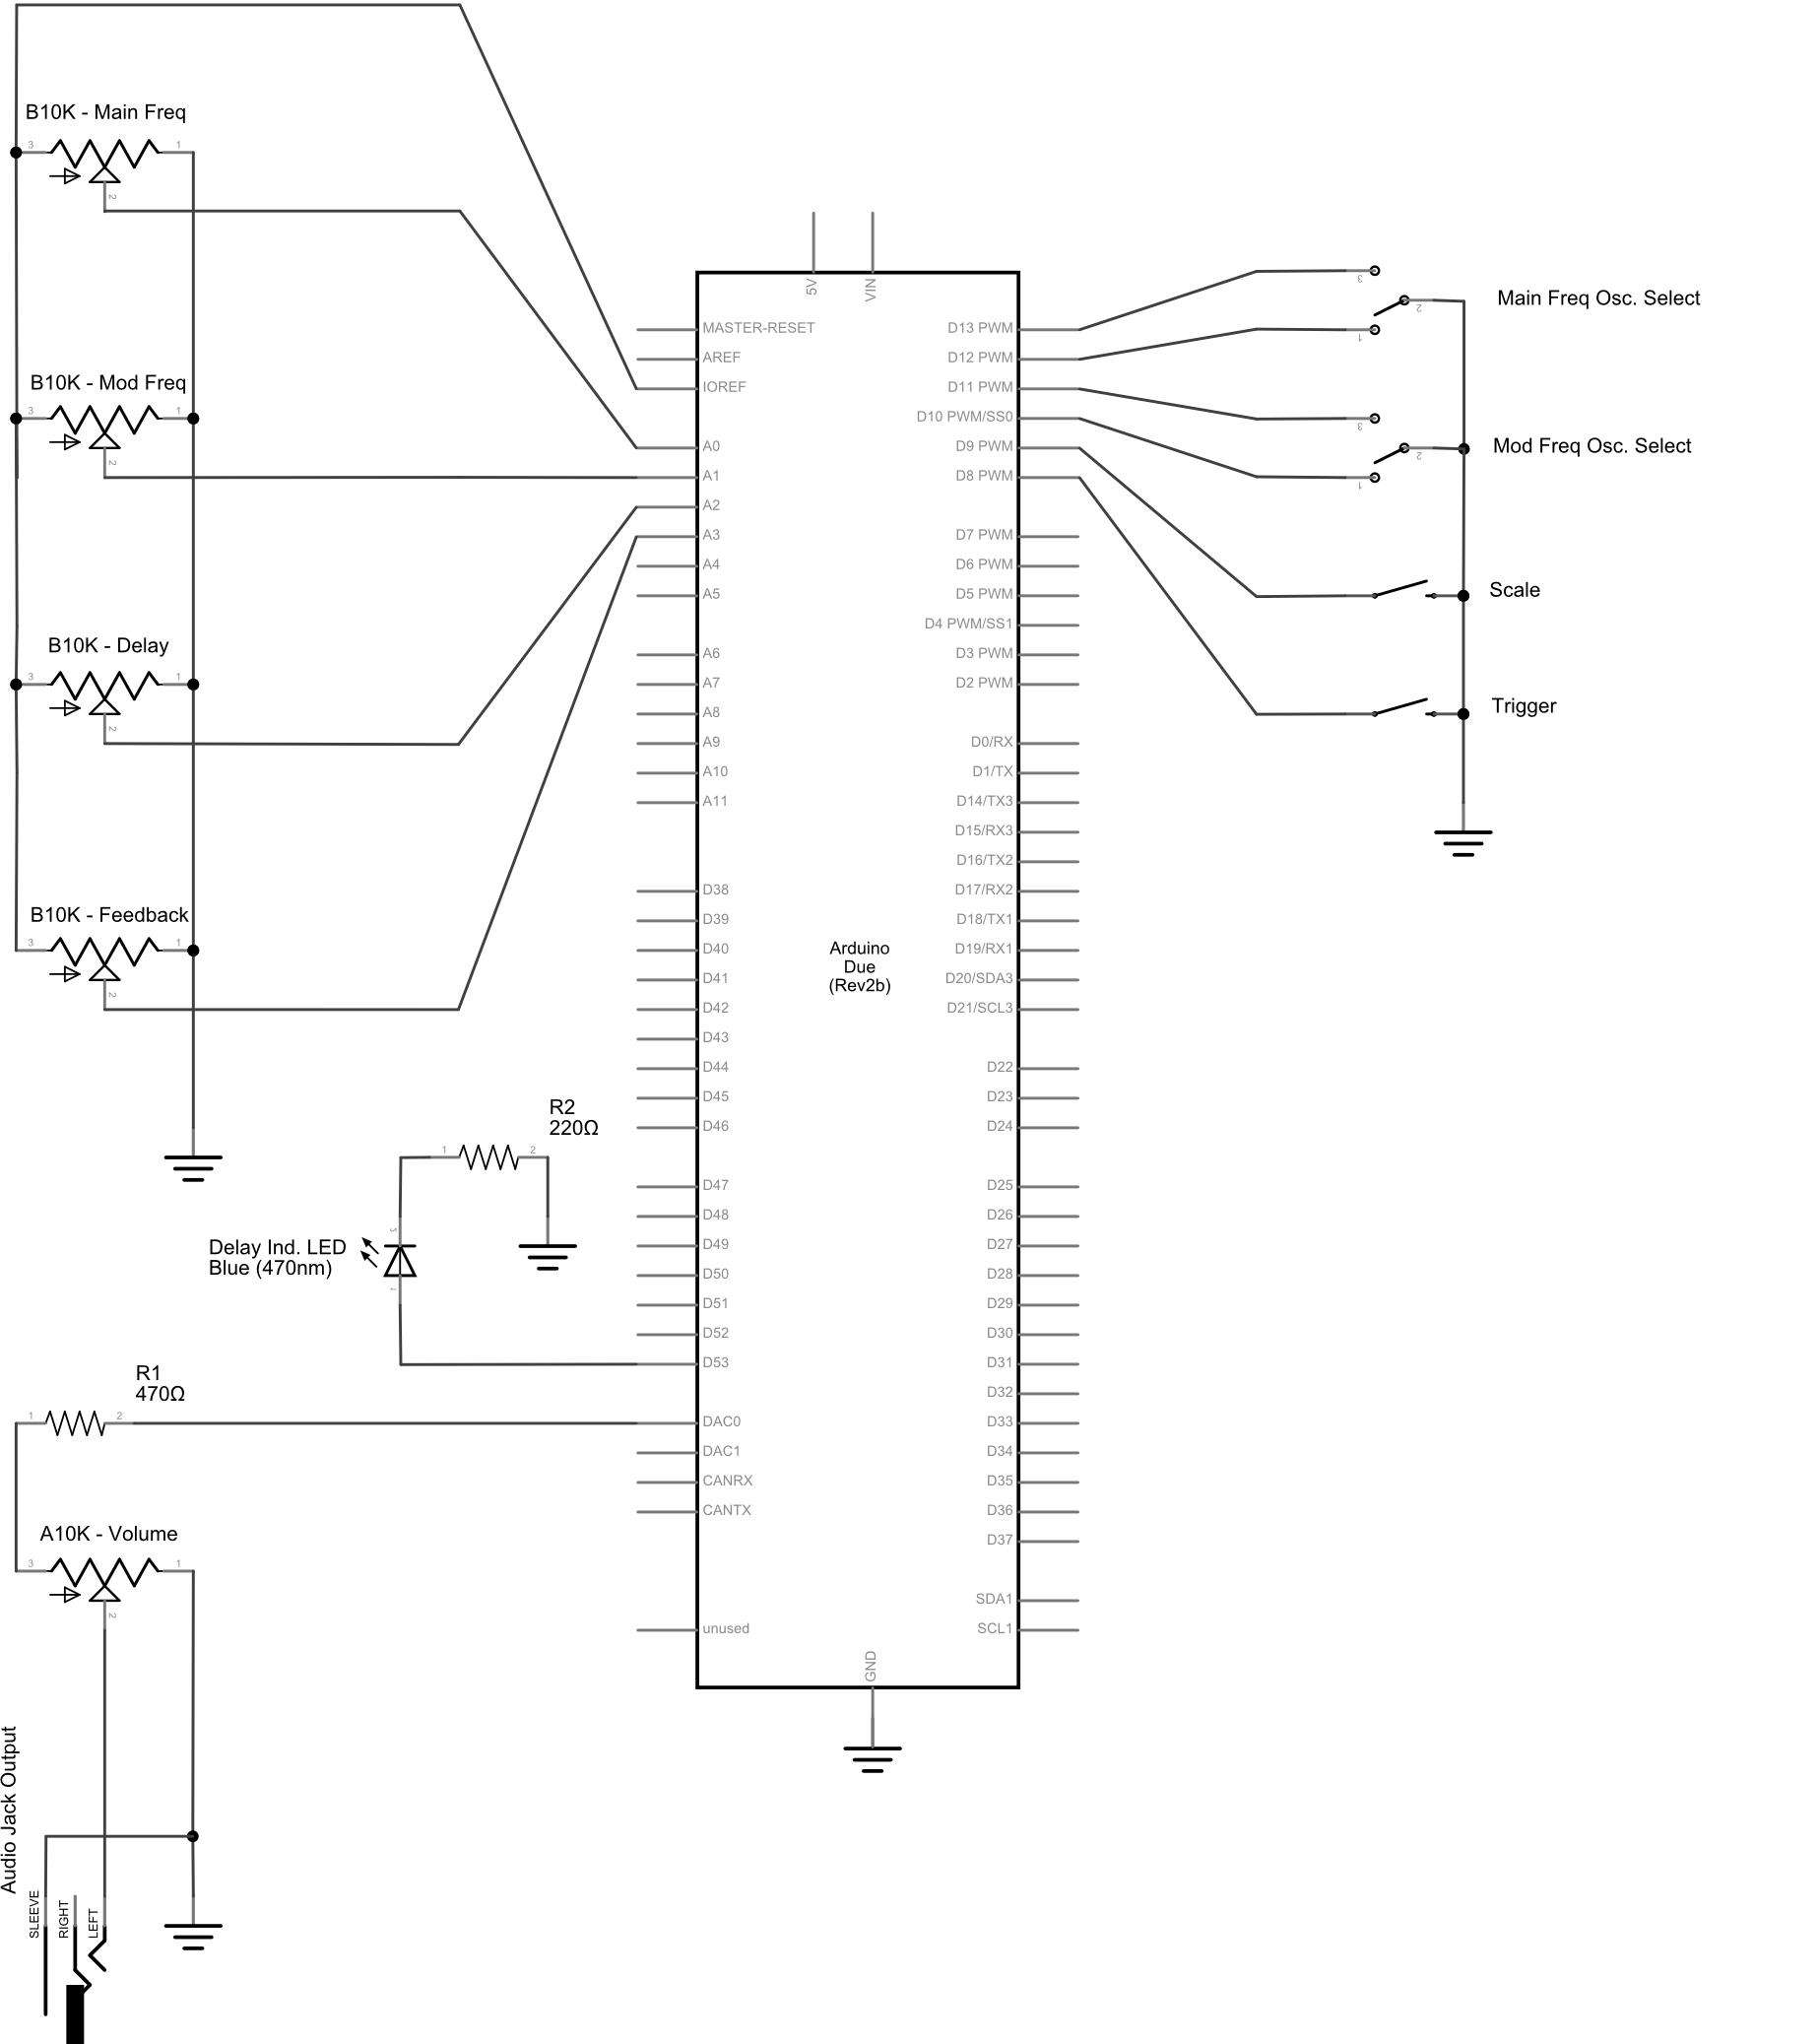 B10K - Main Freq
3
1
2
B10K - Mod Freq
3
1
2
B10K - Delay
3
1
2
B10K - Feedback
3
1
2
R2
220Ω
1
2
Delay Ind. LED
Blue (470nm)
R1
470Ω
1
2
A10K - Volume
3
1
2
Audio Jack Output
SLEEVE
RIGHT
LEFT
5V
VIN
MASTER-RESET
AREF
IOREF
A0
A1
A2
A3
A4
A5
A6
A7
A8
A9
A10
A11
D38
D39
D40
D41
D42
D43
D44
D45
D46
D47
D48
D49
D50
D51
D52
D53
DAC0
DAC1
CANRX
CANTX
unused
Arduino
Due
(Rev2b)
D13 PWM
D12 PWM
D11 PWM
D10 PWM/SS0
D9 PWM
D8 PWM
D7 PWM
D6 PWM
D5 PWM
D4 PWM/SS1
D3 PWM
D2 PWM
D0/RX
D1/TX
D14/TX3
D15/RX3
D16/TX2
D17/RX2
D18/TX1
D19/RX1
D20/SDA3
D21/SCL3
D22
D23
D24
D25
D26
D27
D28
D29
D30
D31
D32
D33
D34
D35
D36
D37
SDA1
SCL1
GND
3
2
1
Main Freq Osc. Select
3
2
1
Mod Freq Osc. Select
Scale
Trigger